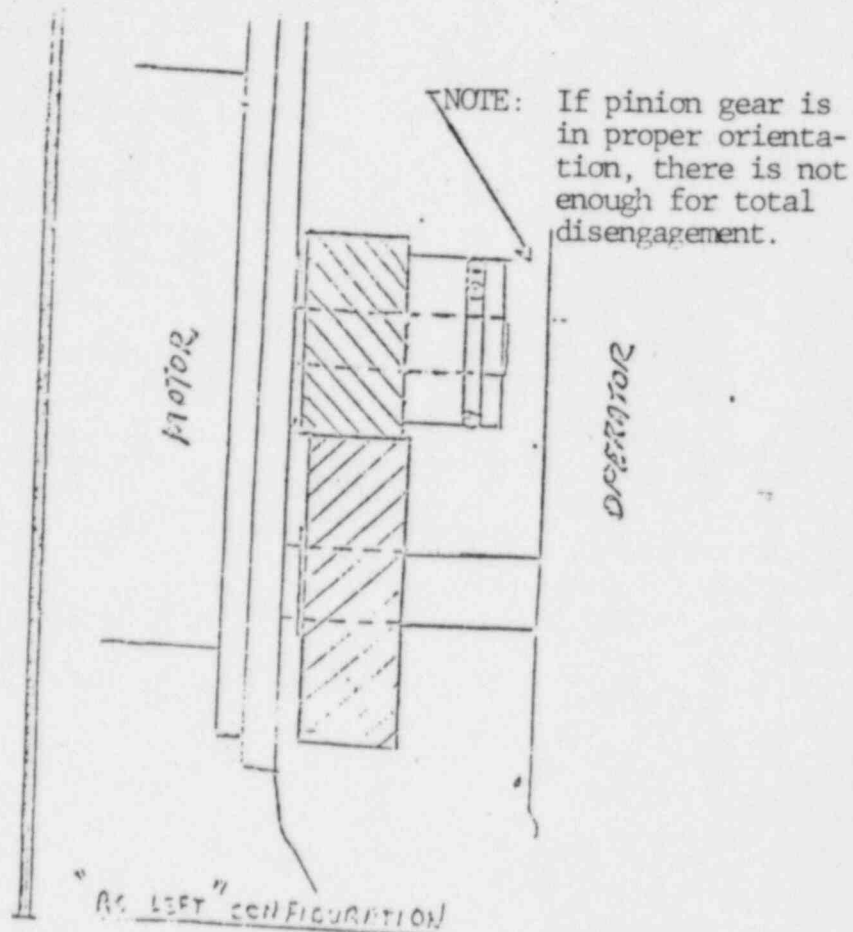 NOTE: If pinion gear is
in proper orienta-
tion, there is not
enough for total
disengagement.
MOTOR
OPERATOR
"AS LEFT" CONFIGURATION